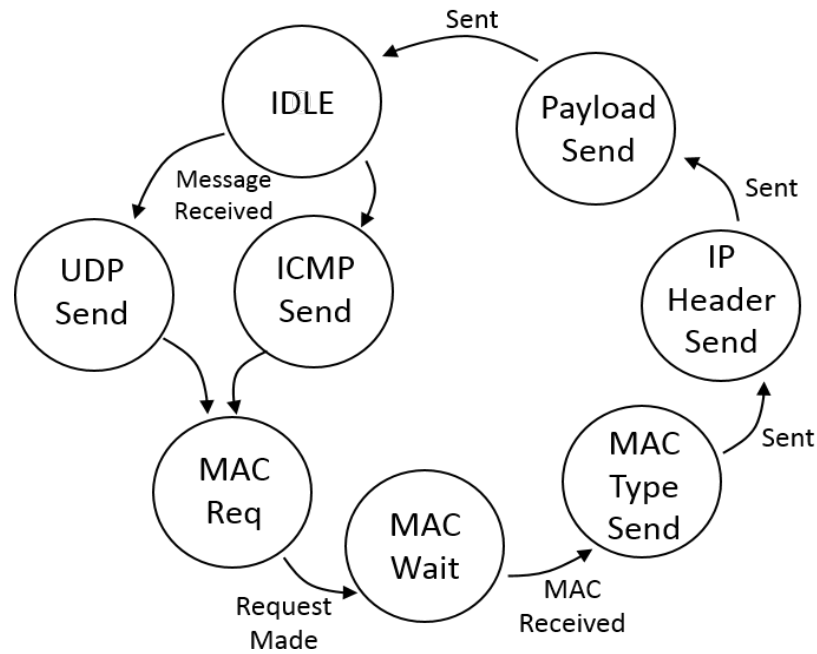 Sent
IDLE
Payload
Send
Message
Received
Sent
UDP
Send
ICMP
Send
IP
Header
Send
MAC
Req
MAC
Wait
MAC
Type
Send
Sent
Request
Made
MAC
Received